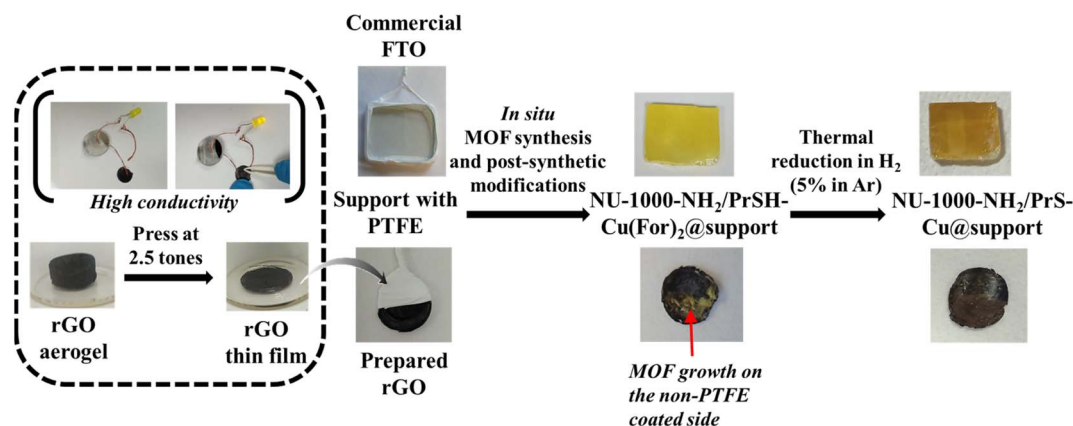 High conductivity
Press at
2.5 tones
rGO
aerogel
rGO
thin film
Commercial
FTO
Support with
PTFE
Prepared
rGO
In situ
MOF synthesis
and post-synthetic
modifications
NU-1000-NH₂/PrSH-
Cu(For)₂@support
MOF growth on
the non-PTFE
coated side
Thermal
reduction in H₂
(5% in Ar)
NU-1000-NH₂/PrS-
Cu@support